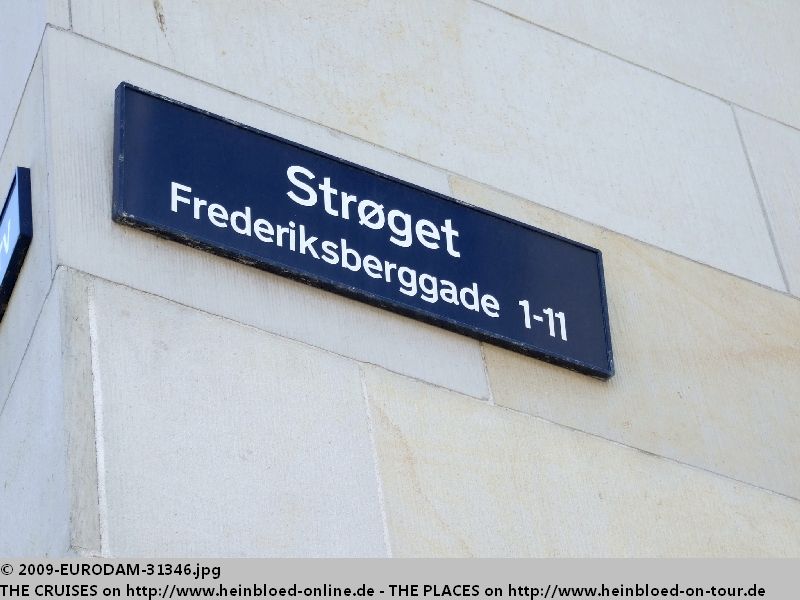 Strøget
Frederiksberggade 1-11
© 2009-EURODAM-31346.jpg
THE CRUISES on http://www.heinbloed-online.de - THE PLACES on http://www.heinbloed-on-tour.de